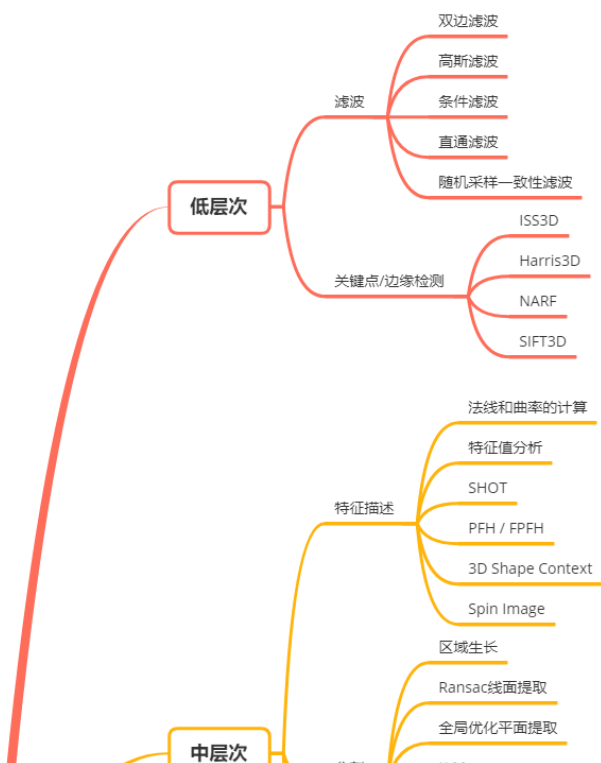 双边滤波
高斯滤波
滤波
条件滤波
直通滤波
随机采样一致性滤波
低层次
ISS3D
Harris3D
关键点/边缘检测
NARF
SIFT3D
法线和曲率的计算
特征值分析
SHOT
特征描述
PFH / FPFH
3D Shape Context
Spin Image
区域生长
Ransac线面提取
全局优化平面提取
中层次